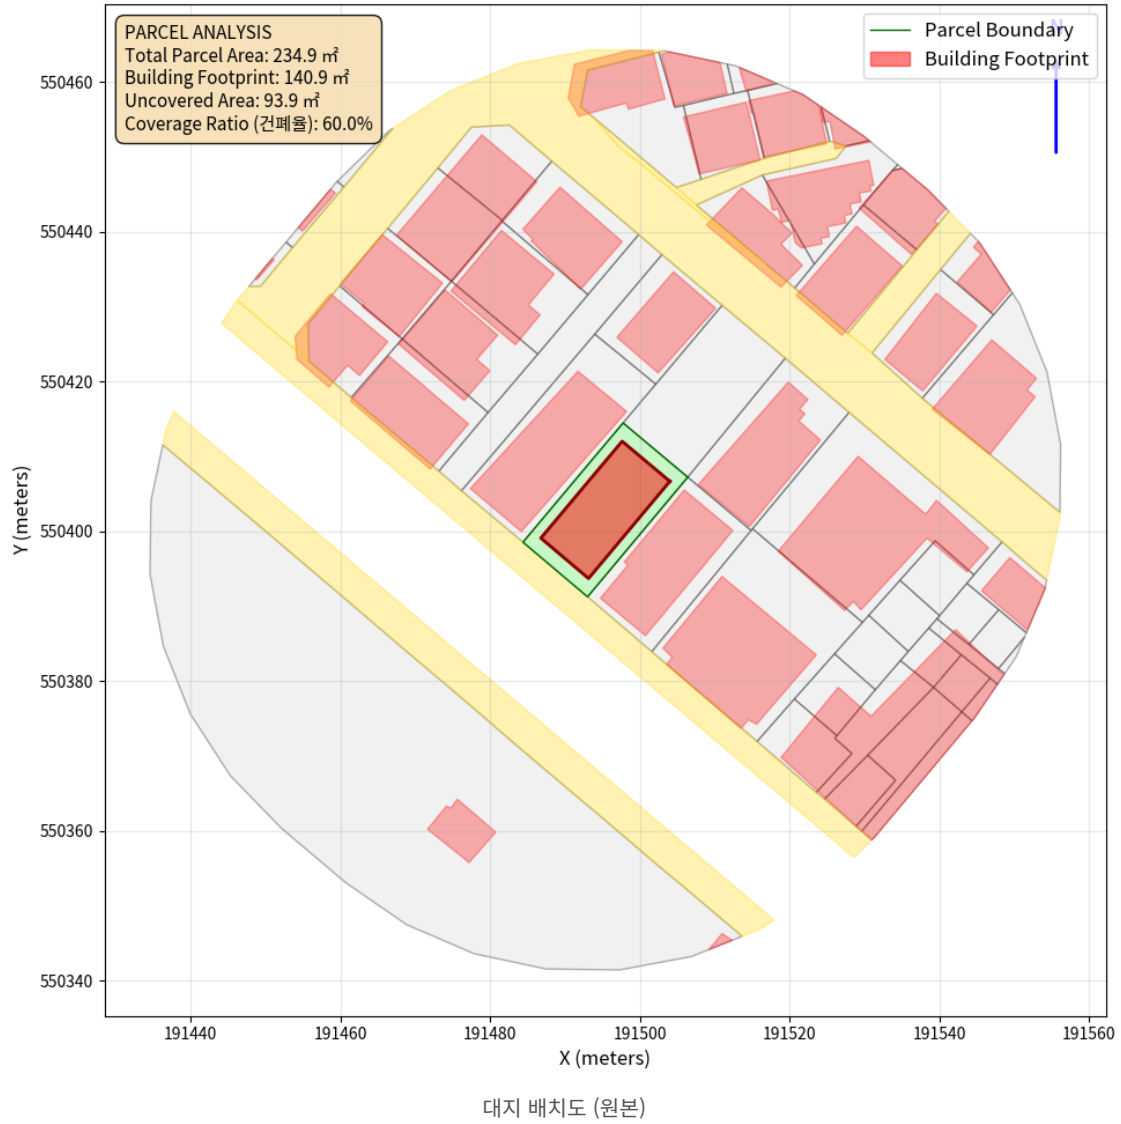 PARCEL ANALYSIS
Total Parcel Area: 234.9 ㎡
Building Footprint: 140.9 ㎡
Uncovered Area: 93.9 ㎡
Coverage Ratio (건폐율): 60.0%
Parcel Boundary
Building Footprint
N
Y (meters)
550460
550440
550420
550400
550380
550360
550340
191440
191460
191480
191500
191520
191540
191560
X (meters)
대지 배치도 (원본)